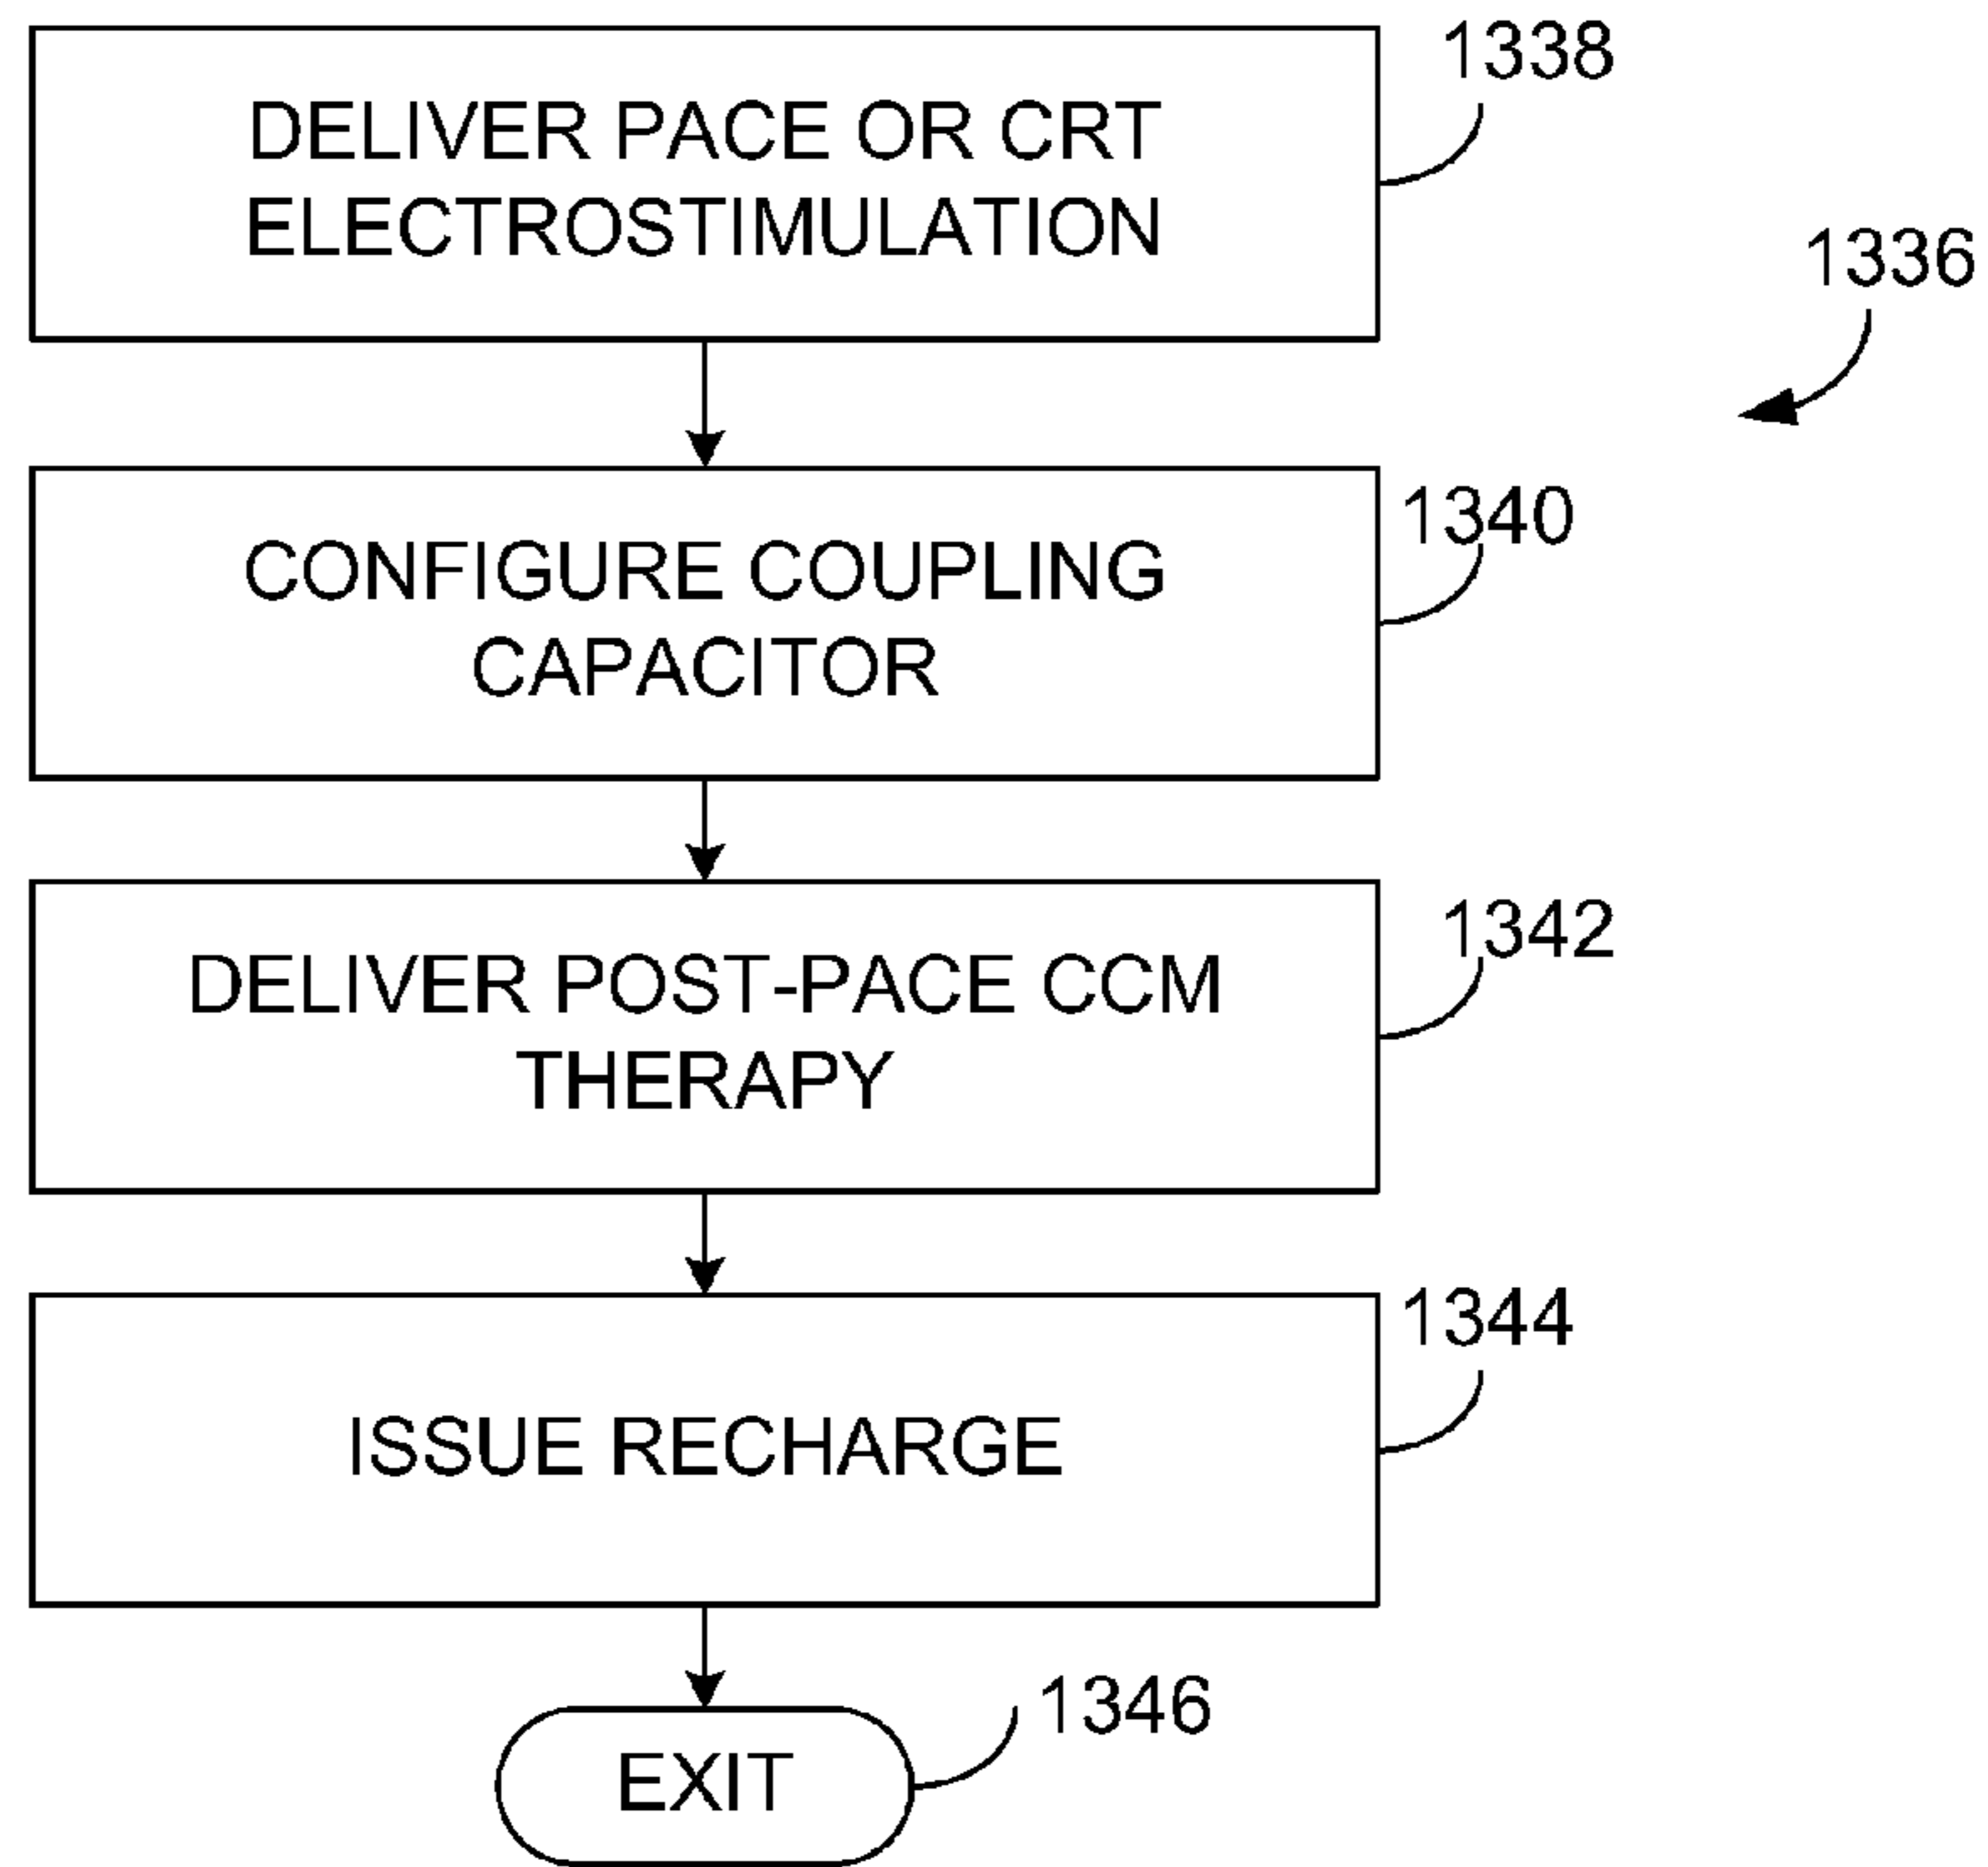 1338
DELIVER PACE OR CRT
ELECTROSTIMULATION
1336
1340
CONFIGURE COUPLING
CAPACITOR
1342
DELIVER POST-PACE CCM
THERAPY
1344
ISSUE RECHARGE
1346
EXIT